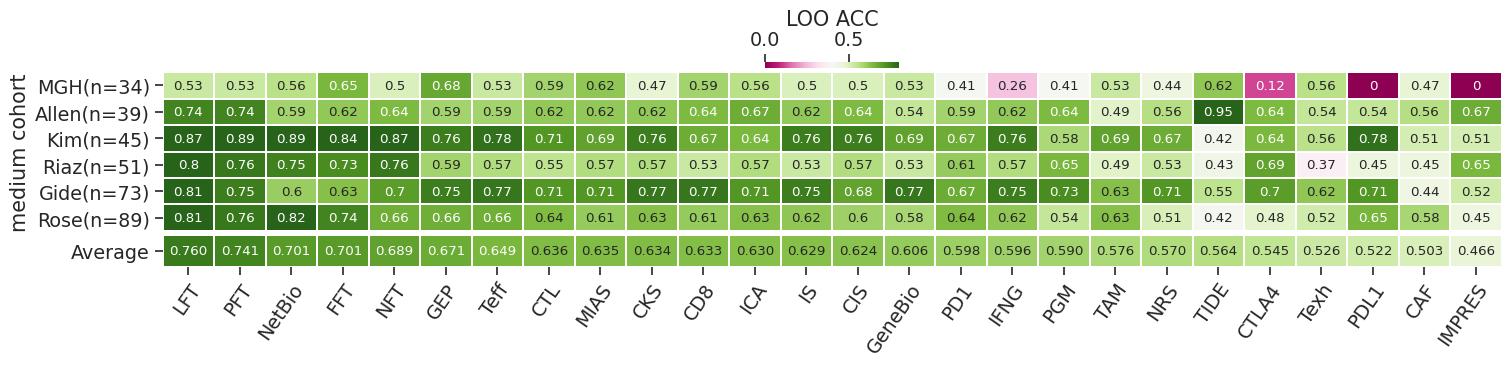 LOO ACC
0.0 0.5
medium cohort
MGH(n=34) 0.53 0.53 0.56 0.65 0.5 0.68 0.53 0.59 0.62 0.47 0.59 0.56 0.5 0.5 0.53 0.41 0.26 0.41 0.53 0.44 0.62 0.12 0.56 0 0.47 0
Allen(n=39) 0.74 0.74 0.59 0.62 0.64 0.59 0.59 0.62 0.62 0.62 0.64 0.67 0.62 0.64 0.54 0.59 0.62 0.64 0.49 0.56 0.95 0.64 0.54 0.54 0.56 0.67
Kim(n=45) 0.87 0.89 0.89 0.84 0.87 0.76 0.78 0.71 0.69 0.76 0.67 0.64 0.76 0.76 0.69 0.67 0.76 0.58 0.69 0.67 0.42 0.64 0.56 0.78 0.51 0.51
Riaz(n=51) 0.8 0.76 0.75 0.73 0.76 0.59 0.57 0.55 0.57 0.57 0.53 0.57 0.53 0.57 0.53 0.61 0.57 0.65 0.49 0.53 0.43 0.69 0.37 0.45 0.45 0.65
Gide(n=73) 0.81 0.75 0.6 0.63 0.7 0.75 0.77 0.71 0.71 0.77 0.77 0.71 0.75 0.68 0.77 0.67 0.75 0.73 0.63 0.71 0.55 0.7 0.62 0.71 0.44 0.52
Rose(n=89) 0.81 0.76 0.82 0.74 0.66 0.66 0.66 0.64 0.61 0.63 0.61 0.63 0.62 0.6 0.58 0.64 0.62 0.54 0.63 0.51 0.42 0.48 0.52 0.65 0.58 0.45
Average 0.760 0.741 0.701 0.701 0.689 0.671 0.649 0.636 0.635 0.634 0.633 0.630 0.629 0.624 0.606 0.598 0.596 0.590 0.576 0.570 0.564 0.545 0.526 0.522 0.503 0.466
LFT PFT NetBio FFT NFT GEP Teff CTL MIAS CKS CD8 ICA IS CIS GeneBio PD1 IFNG PGM TAM NRS TIDE CTLA4 Texh PDL1 CAF IMPRES